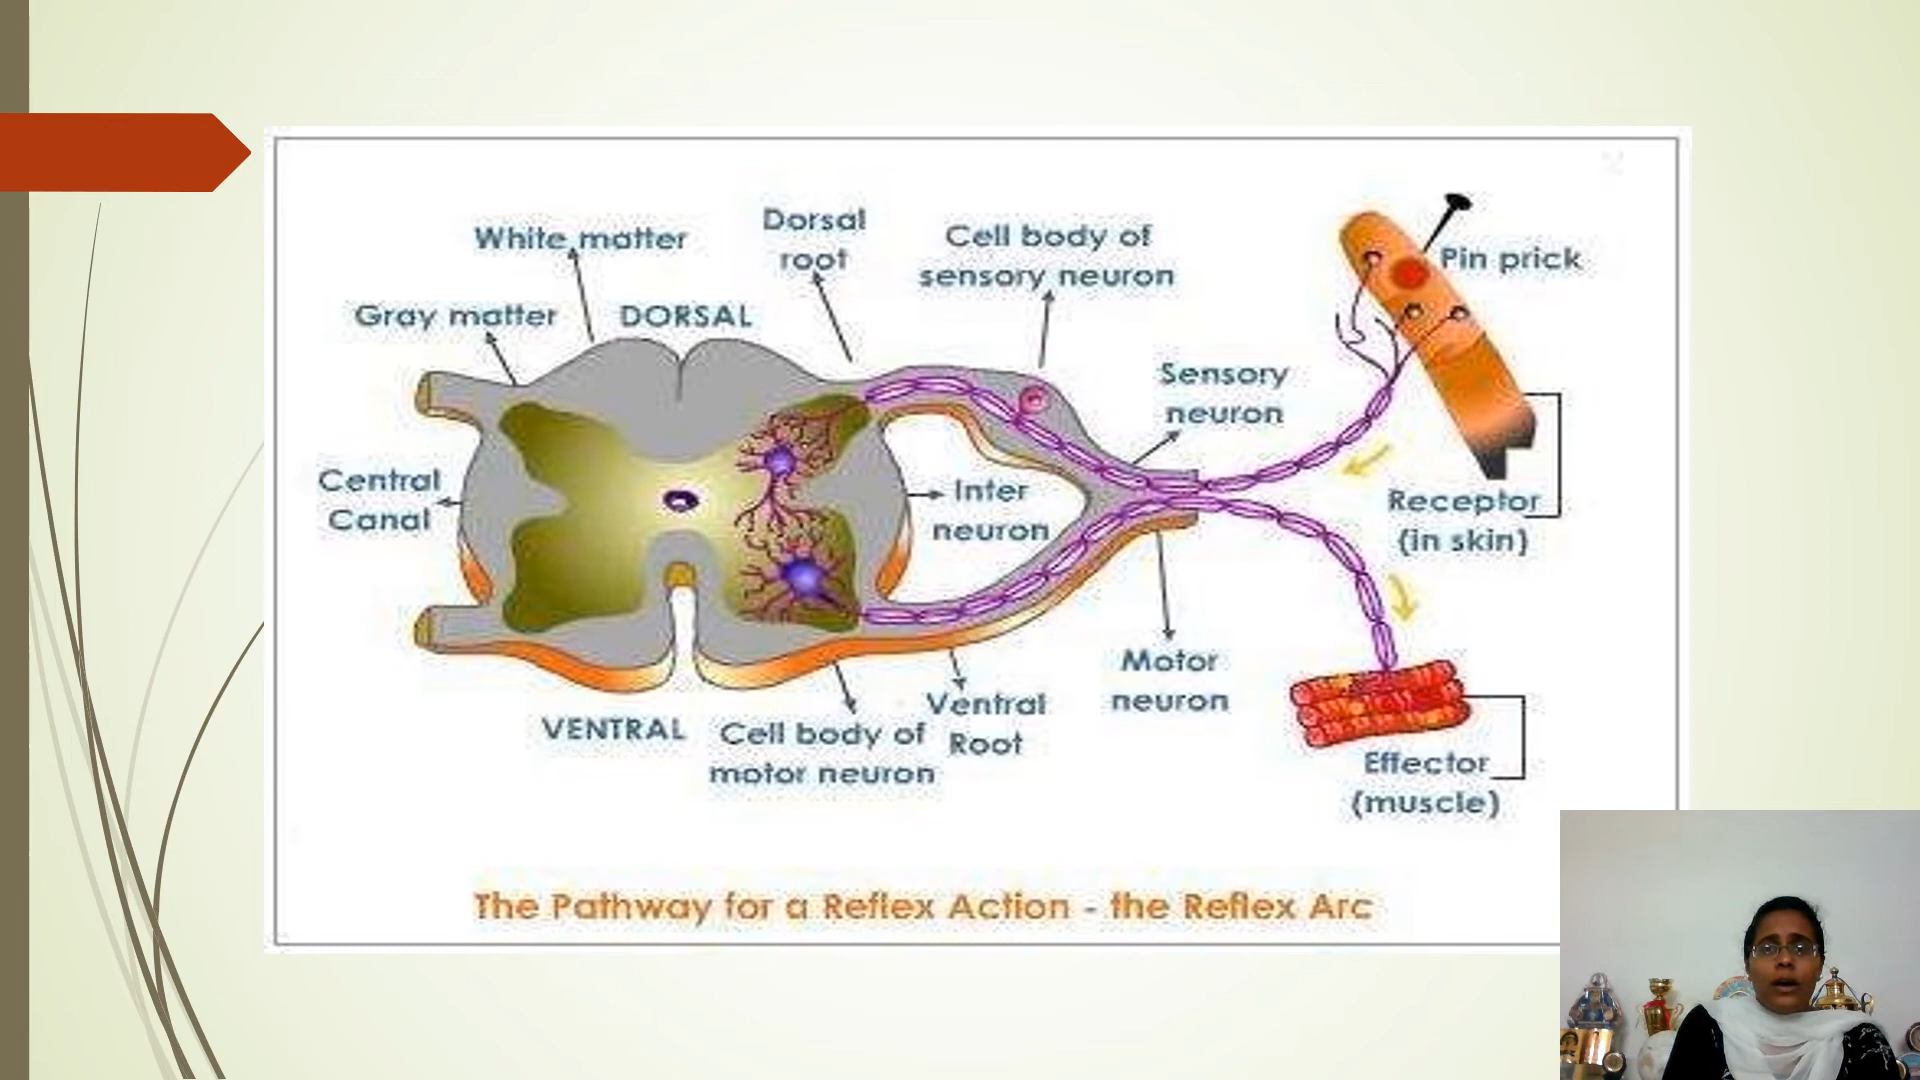 White matter
Dorsal
root
Cell body of
sensory neuron
Pin prick
Gray matter
DORSAL
Sensory
neuron
Central
Canal
Inter
neuron
Receptor
(in skin)
Motor
neuron
VENTRAL
Cell body of
motor neuron
Ventral
Root
Effector
(muscle)
The Pathway for a Reflex Action - the Reflex Arc